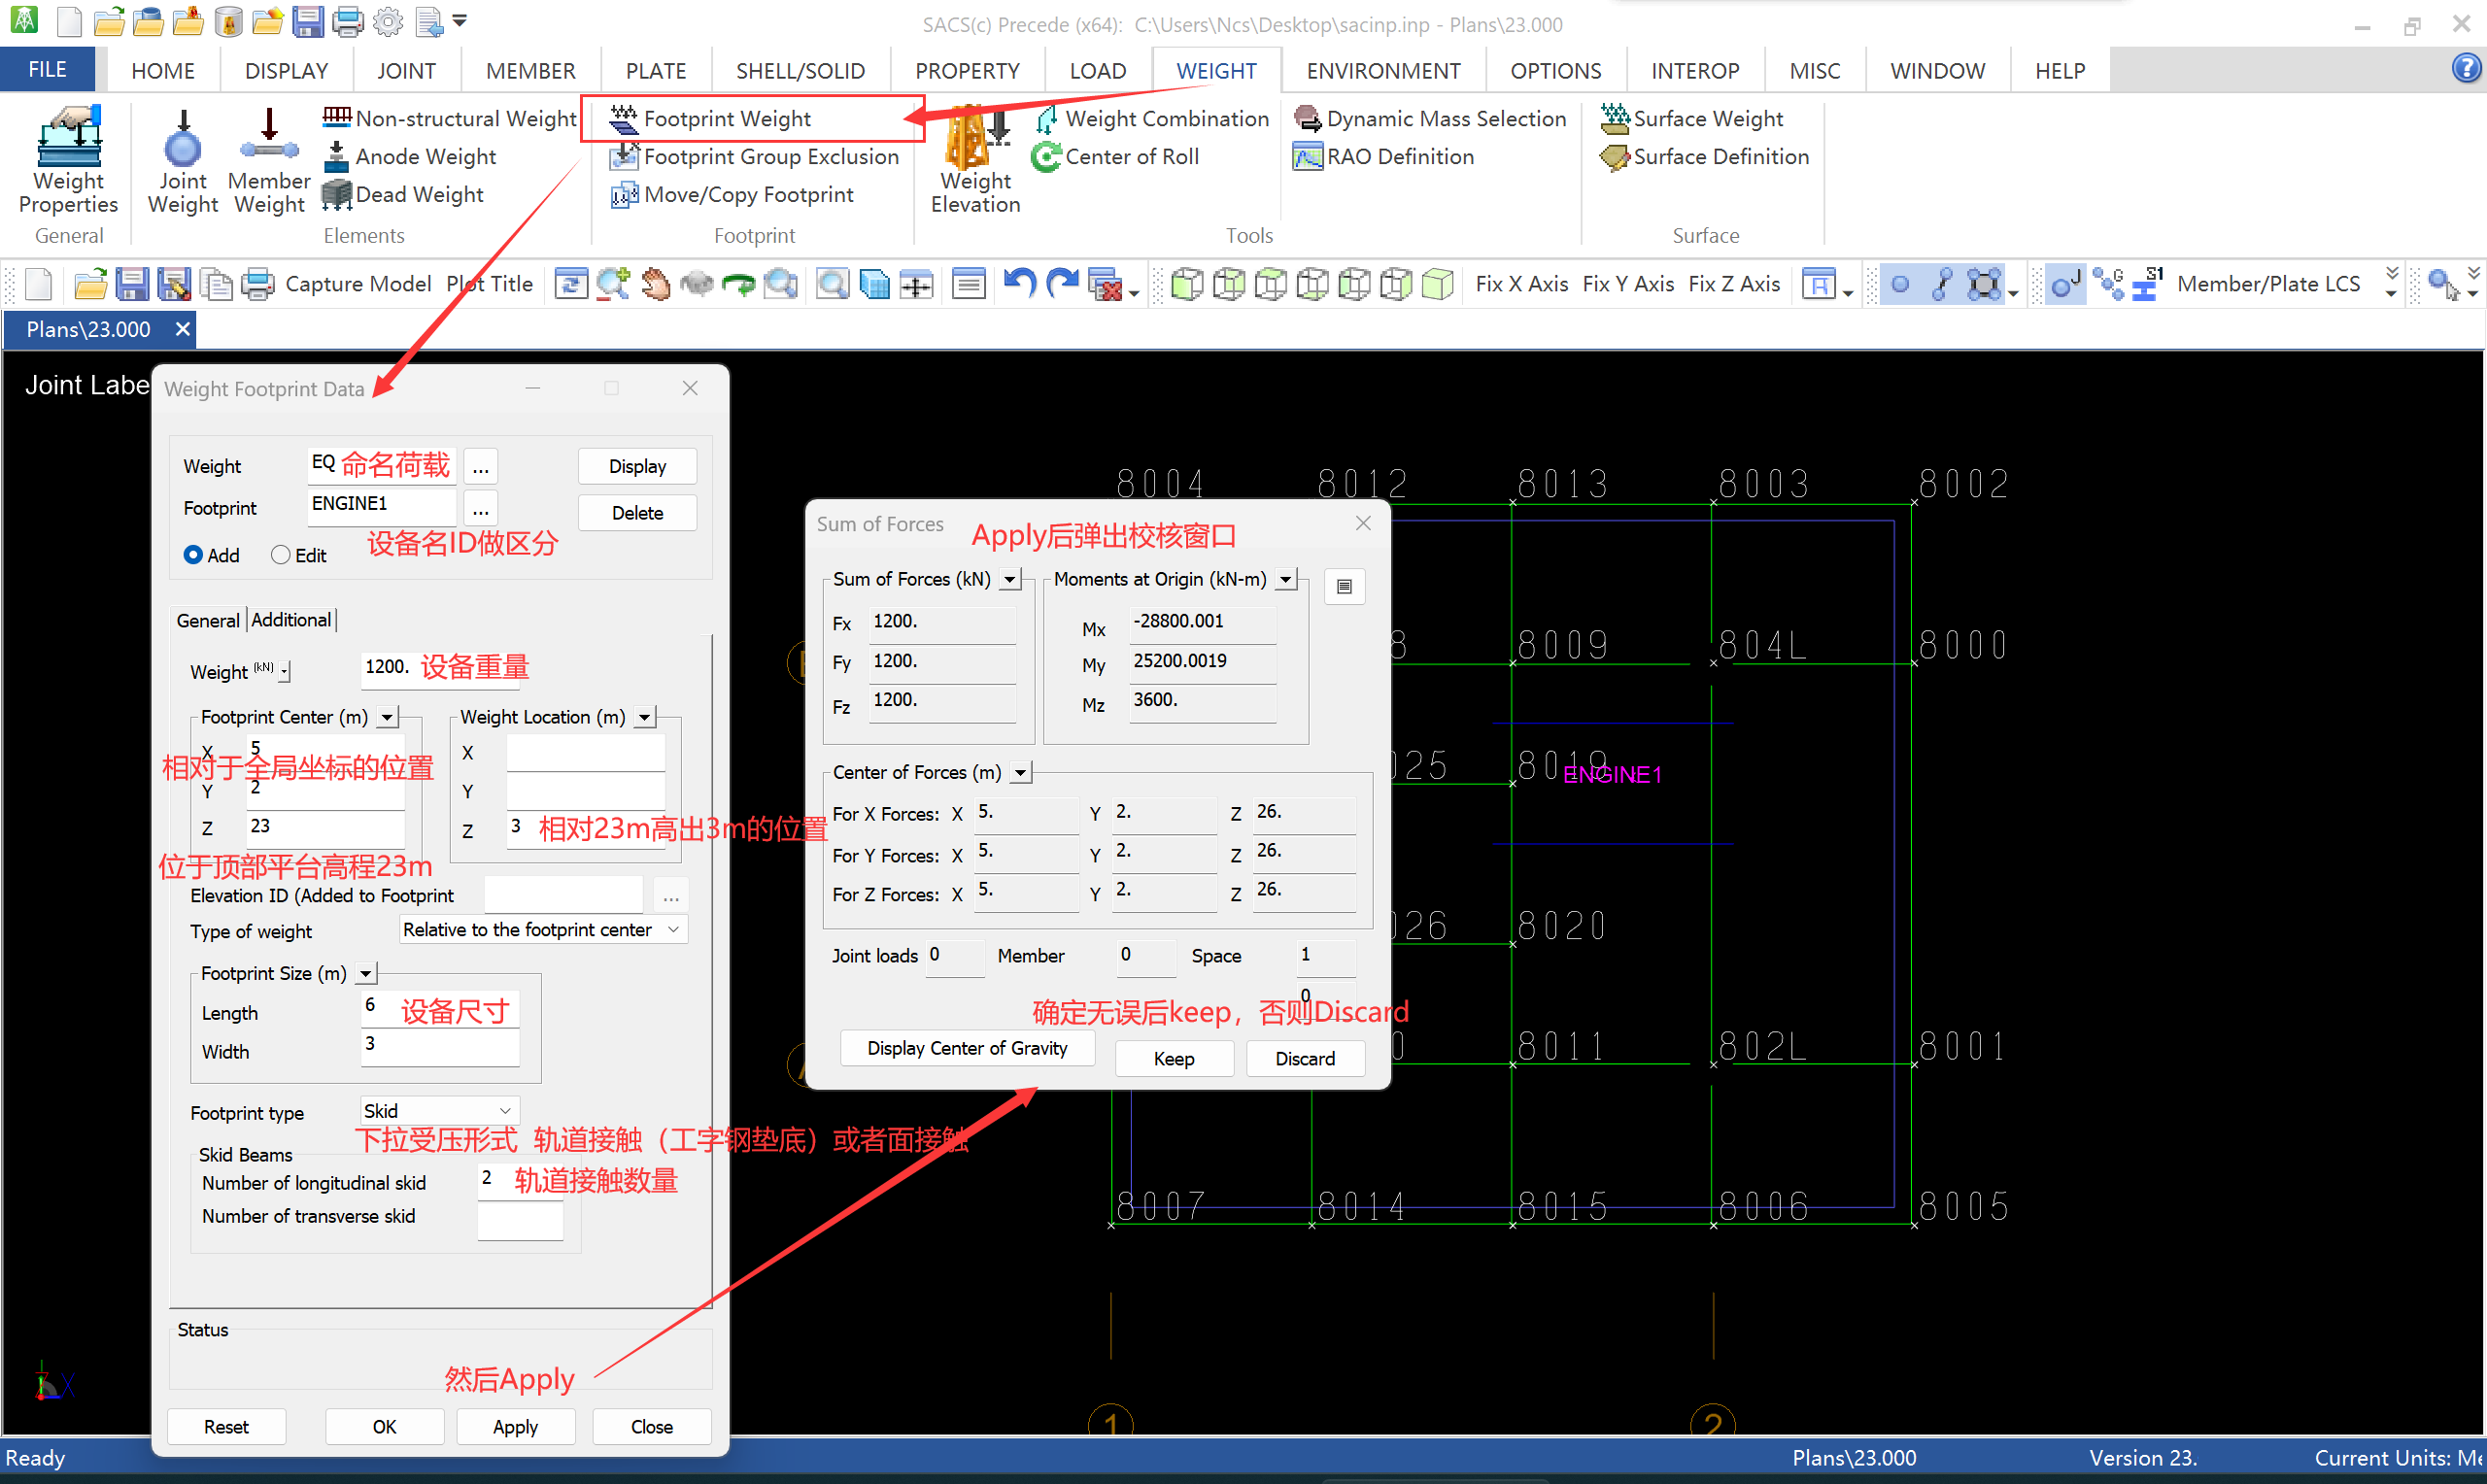 SACS(c) Precede (x64): C:\Users\Ncs\Desktop\sacinp.inp - Plans\23.000
FILE HOME DISPLAY JOINT MEMBER PLATE SHELL/SOLID PROPERTY LOAD WEIGHT ENVIRONMENT OPTIONS INTEROP MISC WINDOW HELP
Weight Properties
General
Joint Weight
Member Weight
Non-structural Weight
Anode Weight
Dead Weight
Elements
Footprint Weight
Footprint Group Exclusion
Move/Copy Footprint
Footprint
Weight Elevation
Weight Combination
Center of Roll
Tools
Dynamic Mass Selection
RAO Definition
Surface Weight
Surface Definition
Surface
Capture Model Plot Title Fix X Axis Fix Y Axis Fix Z Axis Member/Plate LCS
Plans\23.000
Joint Labe
Weight Footprint Data
Weight EQ 命名荷载 ... Display
Footprint ENGINE1 ... Delete
设备名ID做区分
Add Edit
General Additional
Weight (kN) 1200. 设备重量
Footprint Center (m) Weight Location (m)
X 5 X
相对于全局坐标的位置
Y 2 Y
Z 23 Z 3 相对23m高出3m的位置
位于顶部平台高程23m
Elevation ID (Added to Footprint ...
Type of weight Relative to the footprint center
Footprint Size (m)
Length 6 设备尺寸
Width 3
Footprint type Skid
下拉受压形式 轨道接触（工字钢垫底）或者面接触
Skid Beams
Number of longitudinal skid 2 轨道接触数量
Number of transverse skid
Status
然后Apply
Reset OK Apply Close
Sum of Forces
Apply后弹出校核窗口
Sum of Forces (kN) Moments at Origin (kN-m)
Fx 1200. Mx -28800.001
Fy 1200. My 25200.0019
Fz 1200. Mz 3600.
Center of Forces (m)
For X Forces: X 5. Y 2. Z 26.
For Y Forces: X 5. Y 2. Z 26.
For Z Forces: X 5. Y 2. Z 26.
Joint loads 0 Member 0 Space 1
0
确定无误后keep，否则Discard
Display Center of Gravity Keep Discard
8004 8012 8013 8003 8002
8 8009 804L 8000
025 8019 ENGINE1
026 8020
0 8011 802L 8001
8007 8014 8015 8006 8005
1 2
X
Ready Plans\23.000 Version 23. Current Units: Me